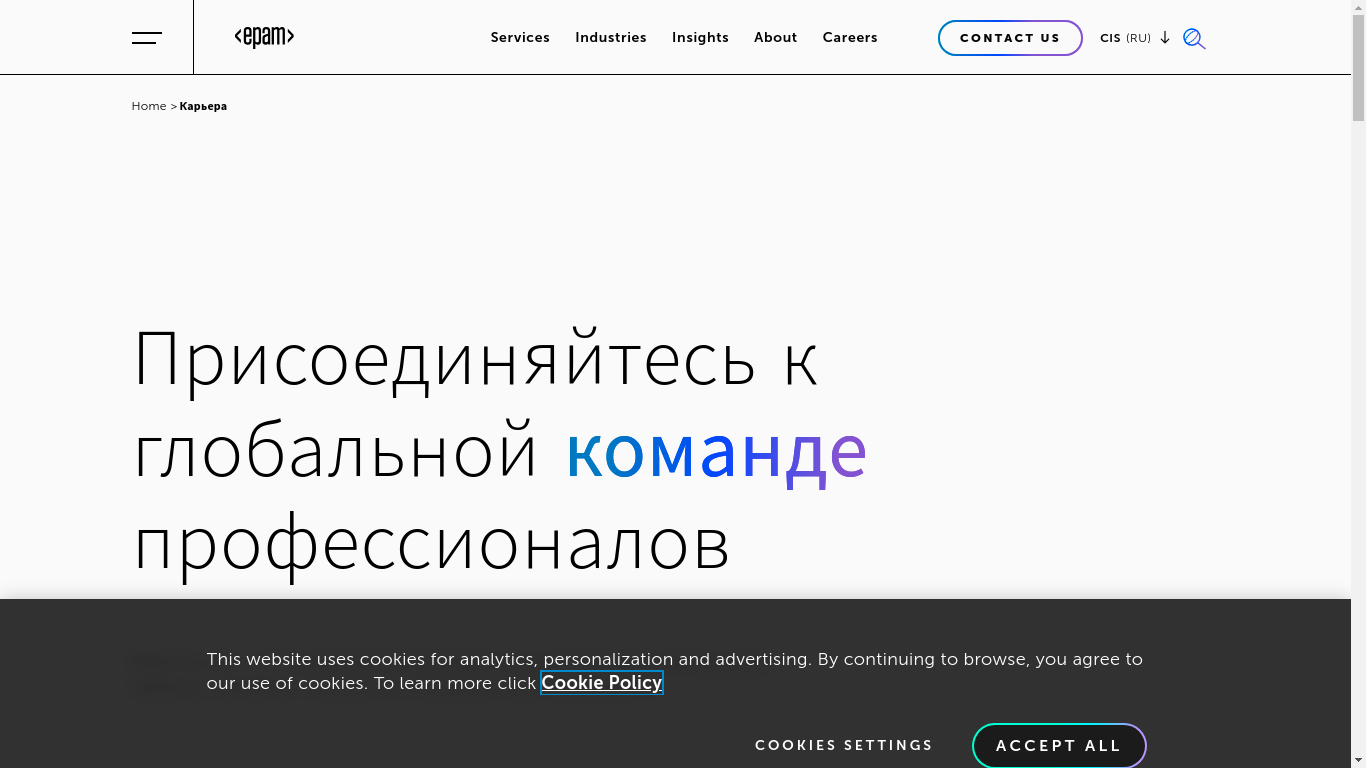 <epam>
Services Industries Insights About Careers
CONTACT US
CIS (RU)
Home > Карьера
Присоединяйтесь к
глобальной команде
профессионалов
This website uses cookies for analytics, personalization and advertising. By continuing to browse, you agree to
our use of cookies. To learn more click Cookie Policy
COOKIES SETTINGS
ACCEPT ALL